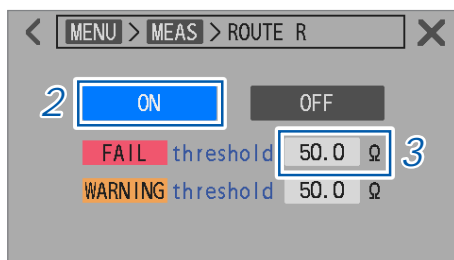 MENU > MEAS > ROUTE R
2 ON OFF
FAIL threshold 50.0 Ω 3
WARNING threshold 50.0 Ω